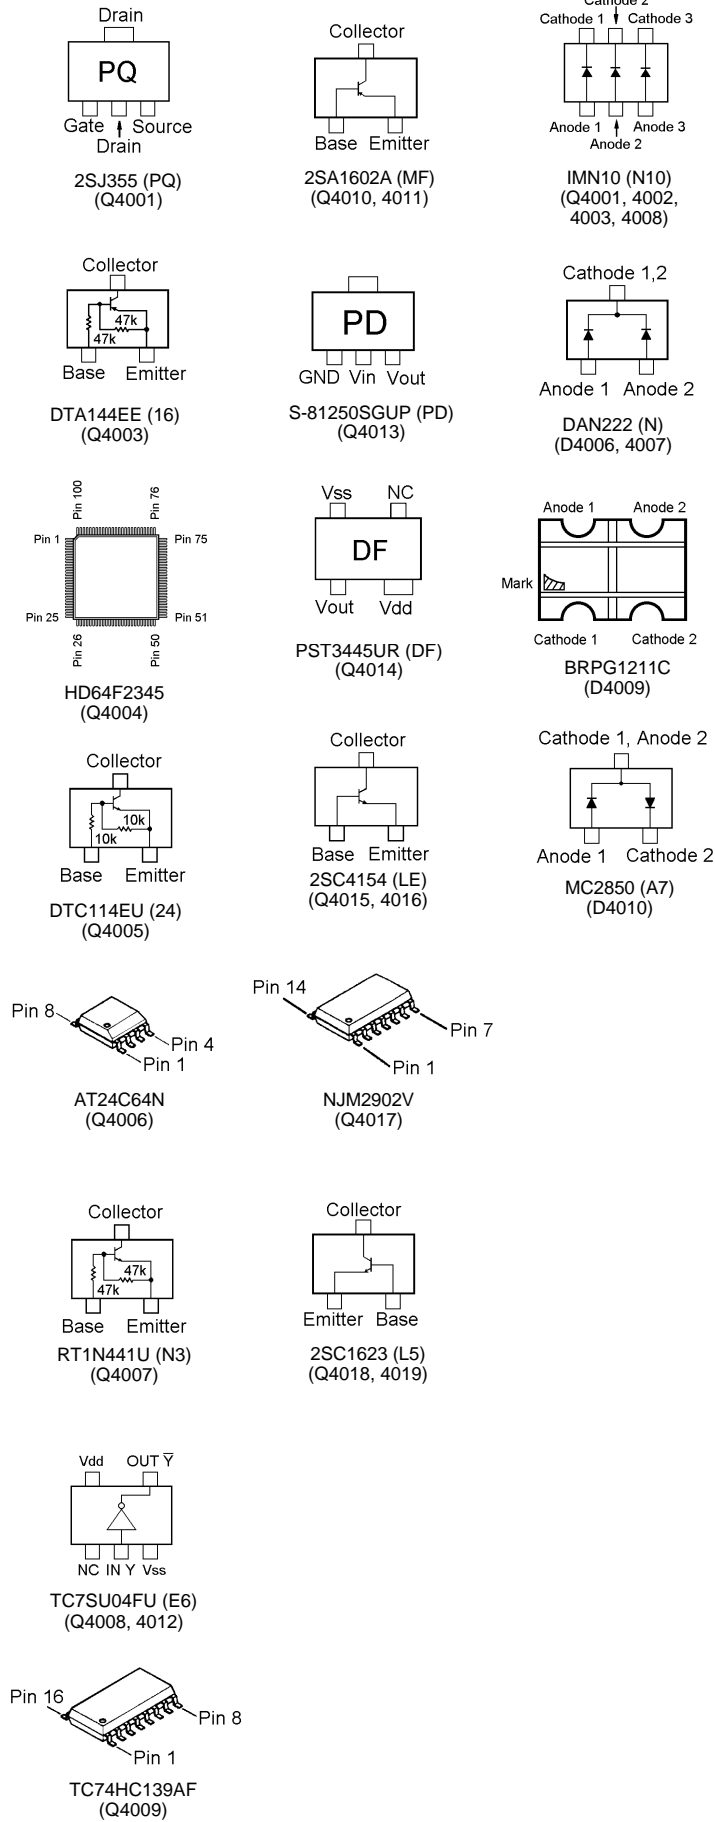 Drain
PQ
Gate
Source
Drain
2SJ355 (PQ)
(Q4001)
Collector
Base
Emitter
2SA1602A (MF)
(Q4010, 4011)
Cathode 2
Cathode 1
Cathode 3
Anode 1
Anode 3
Anode 2
IMN10 (N10)
(Q4001, 4002,
4003, 4008)
Collector
47k
47k
Base
Emitter
DTA144EE (16)
(Q4003)
PD
GND
Vin
Vout
S-81250SGUP (PD)
(Q4013)
Cathode 1,2
Anode 1
Anode 2
DAN222 (N)
(D4006, 4007)
Pin 100
Pin 76
Pin 1
Pin 75
Pin 25
Pin 51
Pin 26
Pin 50
HD64F2345
(Q4004)
Vss
NC
DF
Vout
Vdd
PST3445UR (DF)
(Q4014)
Anode 1
Anode 2
Mark
Cathode 1
Cathode 2
BRPG1211C
(D4009)
Collector
10k
10k
Base
Emitter
DTC114EU (24)
(Q4005)
Collector
Base
Emitter
2SC4154 (LE)
(Q4015, 4016)
Cathode 1, Anode 2
Anode 1
Cathode 2
MC2850 (A7)
(D4010)
Pin 8
Pin 4
Pin 1
AT24C64N
(Q4006)
Pin 14
Pin 7
Pin 1
NJM2902V
(Q4017)
Collector
47k
47k
Base
Emitter
RT1N441U (N3)
(Q4007)
Collector
Emitter
Base
2SC1623 (L5)
(Q4018, 4019)
Vdd
OUT Y̅
NC
IN Y
Vss
TC7SU04FU (E6)
(Q4008, 4012)
Pin 16
Pin 8
Pin 1
TC74HC139AF
(Q4009)